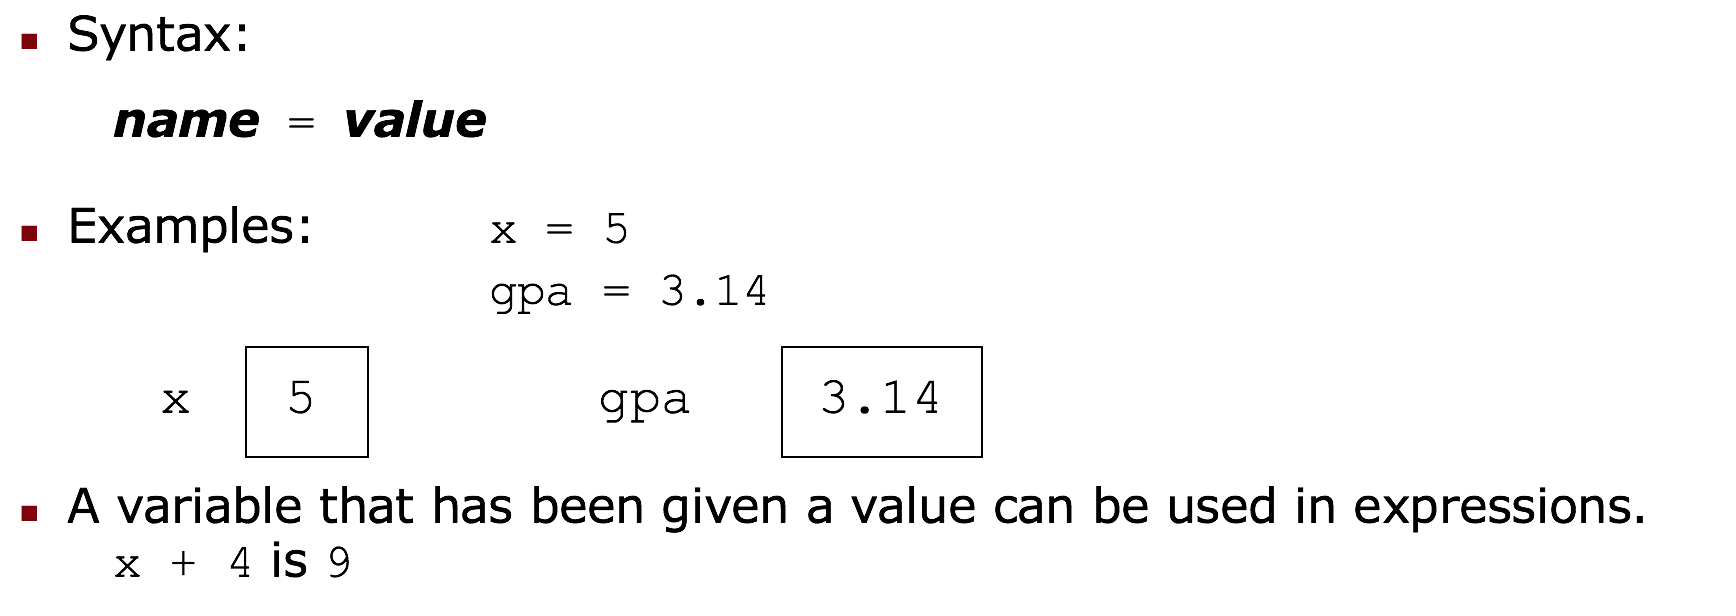 ▪ Syntax:
name = value
▪ Examples: x = 5
gpa = 3.14
x 5 gpa 3.14
▪ A variable that has been given a value can be used in expressions.
x + 4 is 9